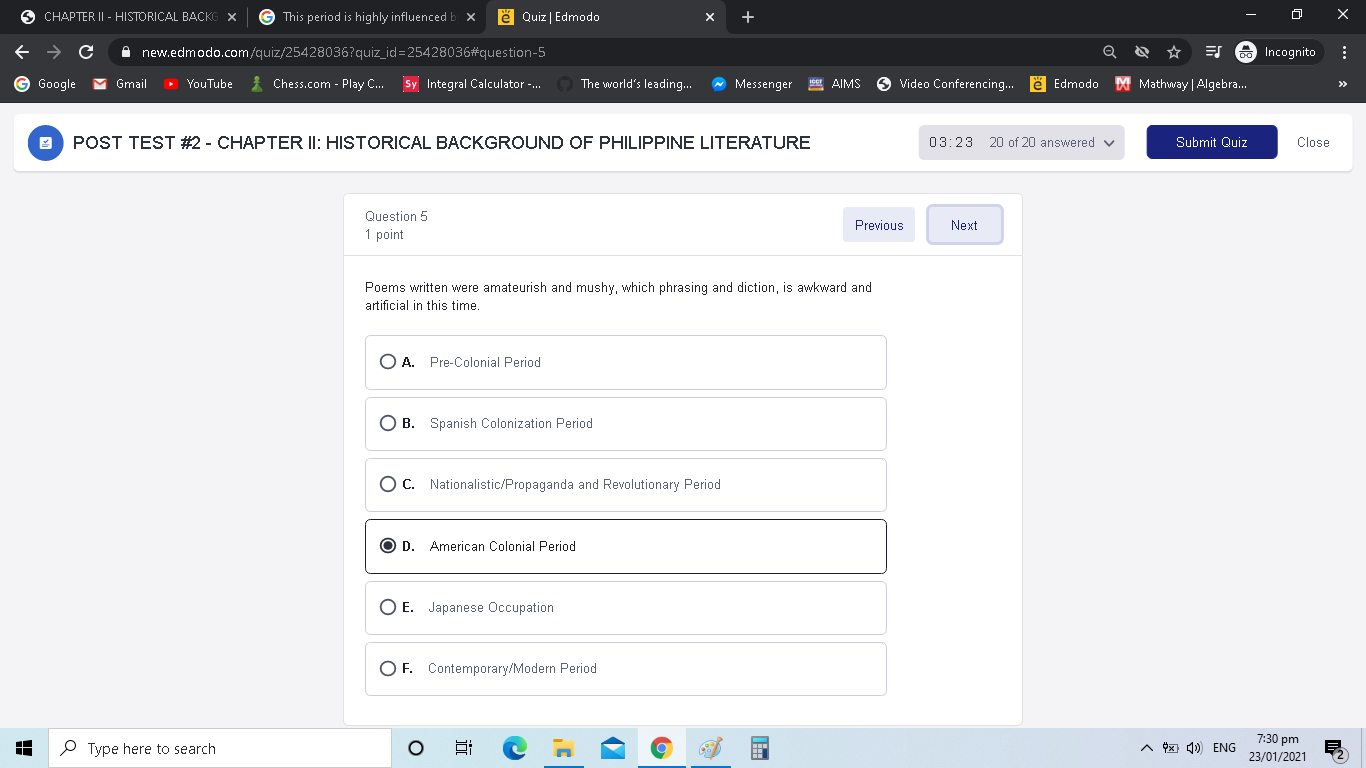 CHAPTER II - HISTORICAL BACKG
This period is highly influenced b
Quiz | Edmodo
new.edmodo.com/quiz/25428036?quiz_id=25428036#question-5
Incognito
Google
Gmail
YouTube
Chess.com - Play C...
Sy
Integral Calculator -...
The world's leading...
Messenger
AIMS
Video Conferencing...
Edmodo
Mathway | Algebra...
»
POST TEST #2 - CHAPTER II: HISTORICAL BACKGROUND OF PHILIPPINE LITERATURE
03:23 20 of 20 answered
Submit Quiz
Close
Question 5
1 point
Previous
Next
Poems written were amateurish and mushy, which phrasing and diction, is awkward and
artificial in this time.
A. Pre-Colonial Period
B. Spanish Colonization Period
C. Nationalistic/Propaganda and Revolutionary Period
D. American Colonial Period
E. Japanese Occupation
F. Contemporary/Modern Period
Type here to search
ENG
7:30 pm
23/01/2021
2